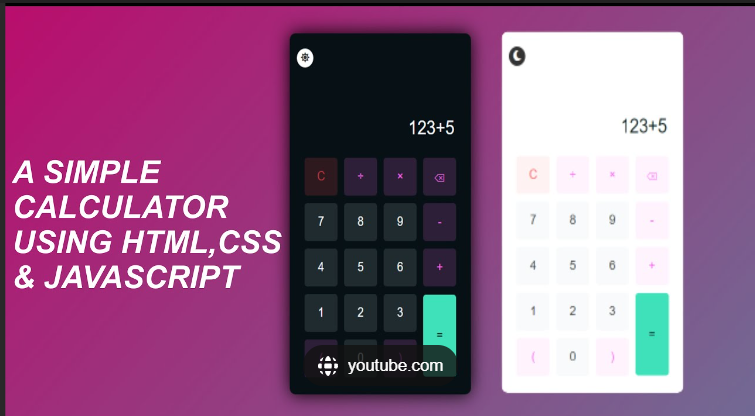 A SIMPLE
CALCULATOR
USING HTML,CSS
& JAVASCRIPT
123+5
C ÷ × ⌫
7 8 9 -
4 5 6 +
1 2 3
=
0 )
youtube.com
123+5
C ÷ × ⌫
7 8 9 -
4 5 6 +
1 2 3
=
( 0 )